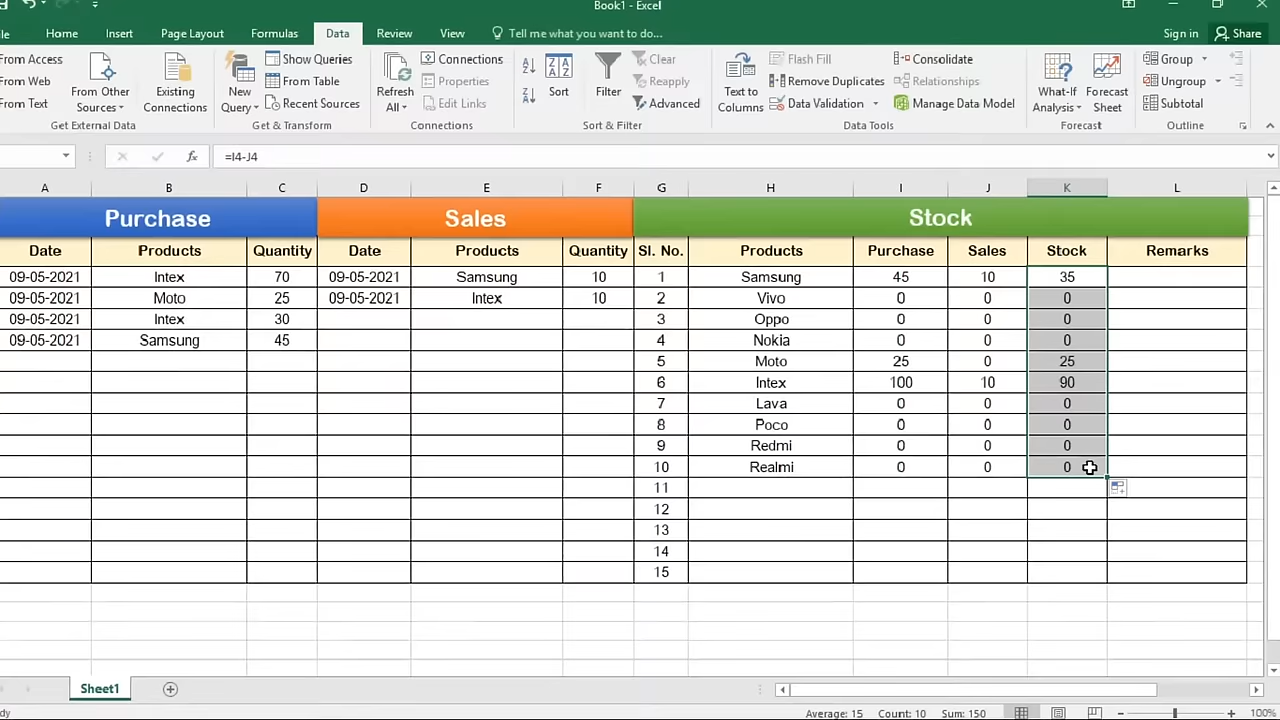 Book1 - Excel
Home Insert Page Layout Formulas Data Review View Tell me what you want to do... Sign in Share
From Access
From Web
From Text
From Other Sources
Existing Connections
Get External Data
New Query
Show Queries
From Table
Recent Sources
Get & Transform
Refresh All
Connections
Properties
Edit Links
Connections
Sort
Filter
Clear
Reapply
Advanced
Sort & Filter
Text to Columns
Flash Fill
Remove Duplicates
Data Validation
Consolidate
Relationships
Manage Data Model
Data Tools
What-If Analysis
Forecast Sheet
Forecast
Group
Ungroup
Subtotal
Outline
fx =I4-J4
A B C D E F G H I J K L
Purchase Sales Stock
Date Products Quantity Date Products Quantity Sl. No. Products Purchase Sales Stock Remarks
09-05-2021 Intex 70 09-05-2021 Samsung 10 1 Samsung 45 10 35
09-05-2021 Moto 25 09-05-2021 Intex 10 2 Vivo 0 0 0
09-05-2021 Intex 30 3 Oppo 0 0 0
09-05-2021 Samsung 45 4 Nokia 0 0 0
5 Moto 25 0 25
6 Intex 100 10 90
7 Lava 0 0 0
8 Poco 0 0 0
9 Redmi 0 0 0
10 Realmi 0 0 0
11
12
13
14
15
Sheet1
Average: 15 Count: 10 Sum: 150 100%